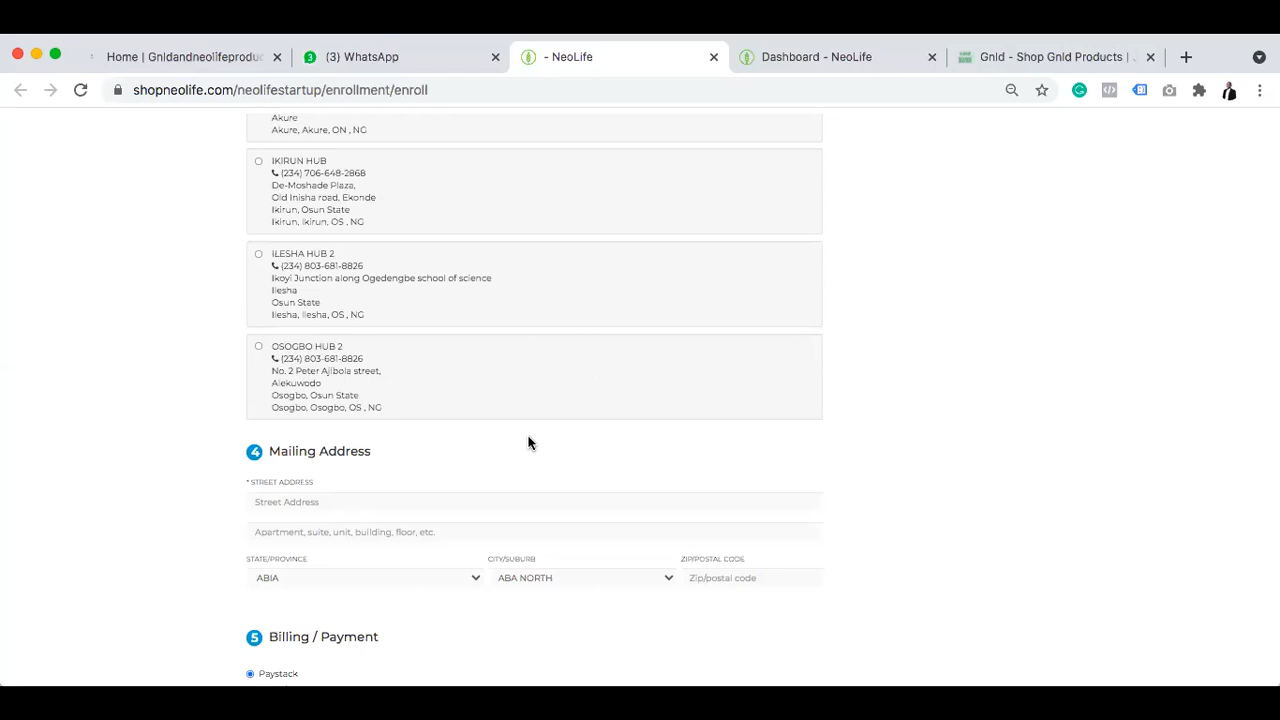 Home | Gnldandneolifeproduc
(3) WhatsApp
- NeoLife
Dashboard - NeoLife
Gnld - Shop Gnld Products |
shopneolife.com/neolifestartup/enrollment/enroll
Akure
Akure, Akure, ON , NG
IKIRUN HUB
(234) 706-648-2868
De-Moshade Plaza,
Old Inisha road, Ekonde
Ikirun, Osun State
Ikirun, Ikirun, OS , NG
ILESHA HUB 2
(234) 803-681-8826
Ikoyi Junction along Ogedengbe school of science
Ilesha
Osun State
Ilesha, Ilesha, OS , NG
OSOGBO HUB 2
(234) 803-681-8826
No. 2 Peter Ajibola street,
Alekuwodo
Osogbo, Osun State
Osogbo, Osogbo, OS , NG
4 Mailing Address
* STREET ADDRESS
Street Address
Apartment, suite, unit, building, floor, etc.
STATE/PROVINCE CITY/SUBURB ZIP/POSTAL CODE
ABIA ABA NORTH Zip/postal code
5 Billing / Payment
Paystack